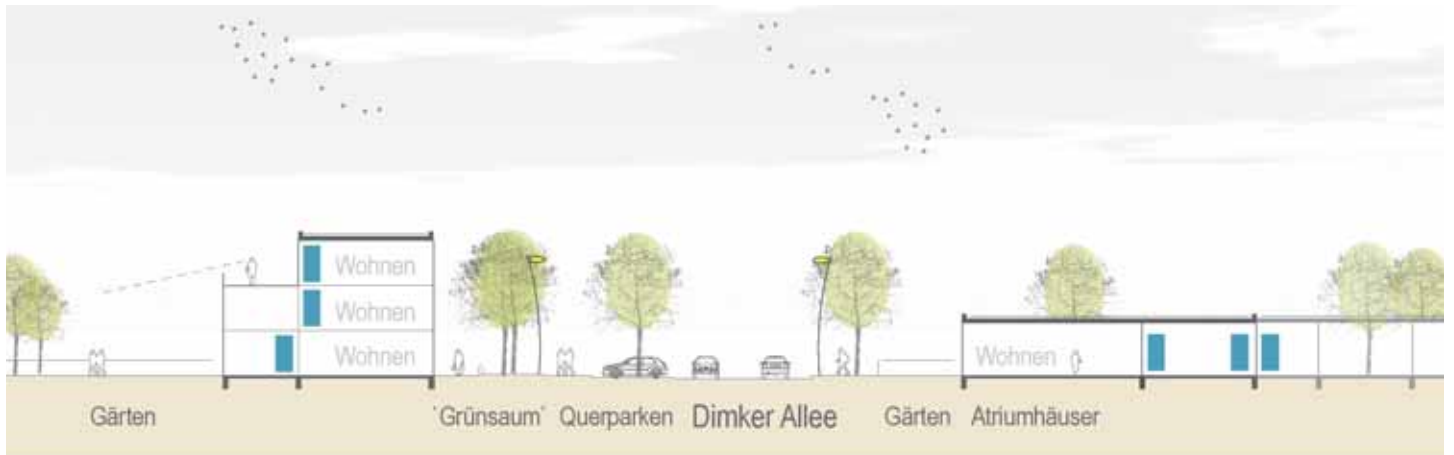 Wohnen
Wohnen
Wohnen
Wohnen
Gärten
'Grünsaum'
Querparken
Dimker Allee
Gärten
Atriumhäuser